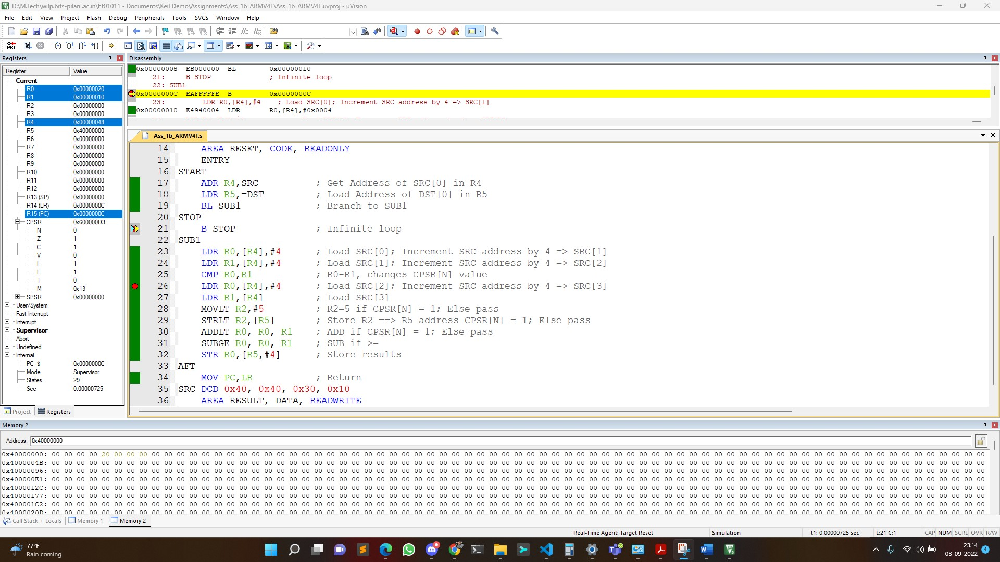 D:\M.Tech\wilp.bits-pilani.ac.in\ht01011 - Documents\Keil Demo\Assignments\Ass_1b_ARMV4T\Ass_1b_ARMV4T.uvproj - µVision
File Edit View Project Flash Debug Peripherals Tools SVCS Window Help
Registers
Register Value
Current
R0 0x00000020
R1 0x00000010
R2 0x00000000
R3 0x00000000
R4 0x00000048
R5 0x40000000
R6 0x00000000
R7 0x00000000
R8 0x00000000
R9 0x00000000
R10 0x00000000
R11 0x00000000
R12 0x00000000
R13 (SP) 0x00000000
R14 (LR) 0x0000000C
R15 (PC) 0x0000000C
CPSR 0x600000D3
N 0
Z 1
C 1
V 0
I 1
F 1
T 0
M 0x13
SPSR 0x00000000
User/System
Fast Interrupt
Interrupt
Supervisor
Abort
Undefined
Internal
PC $ 0x0000000C
Mode Supervisor
States 29
Sec 0.00000725
Project Registers
Disassembly
0x00000008 EB000000 BL 0x00000010
21: B STOP ; Infinite loop
22: SUB1
0x0000000C EAFFFFFE B 0x0000000C
23: LDR R0,[R4],#4 ; Load SRC[0]; Increment SRC address by 4 => SRC[1]
0x00000010 E4940004 LDR R0,[R4],#0x0004
Ass_1b_ARMV4T.s
14 AREA RESET, CODE, READONLY
15 ENTRY
16 START
17 ADR R4,SRC ; Get Address of SRC[0] in R4
18 LDR R5,=DST ; Load Address of DST[0] in R5
19 BL SUB1 ; Branch to SUB1
20 STOP
21 B STOP ; Infinite loop
22 SUB1
23 LDR R0,[R4],#4 ; Load SRC[0]; Increment SRC address by 4 => SRC[1]
24 LDR R1,[R4],#4 ; Load SRC[1]; Increment SRC address by 4 => SRC[2]
25 CMP R0,R1 ; R0-R1, changes CPSR[N] value
26 LDR R0,[R4],#4 ; Load SRC[2]; Increment SRC address by 4 => SRC[3]
27 LDR R1,[R4] ; Load SRC[3]
28 MOVLT R2,#5 ; R2=5 if CPSR[N] = 1; Else pass
29 STRLT R2,[R5] ; Store R2 ==> R5 address CPSR[N] = 1; Else pass
30 ADDLT R0, R0, R1 ; ADD if CPSR[N] = 1; Else pass
31 SUBGE R0, R0, R1 ; SUB if >=
32 STR R0,[R5,#4] ; Store results
33 AFT
34 MOV PC,LR ; Return
35 SRC DCD 0x40, 0x40, 0x30, 0x10
36 AREA RESULT, DATA, READWRITE
Memory 2
Address: 0x40000000
0x40000000: 00 00 00 00 20 00 00 00 00 00 00 00 00 00 00 00 00 00 00 00 00 00 00 00 00 00 00 00 00 00 00 00 00 00 00 00 00 00 00 00 00 00 00 00 00 00 00 00 00 00 00 00 00 00 00 00 00 00 00 00 00 00 00 00 00 00 00 00 00 00 00 00 00 00 00
0x4000004B: 00 00 00 00 00 00 00 00 00 00 00 00 00 00 00 00 00 00 00 00 00 00 00 00 00 00 00 00 00 00 00 00 00 00 00 00 00 00 00 00 00 00 00 00 00 00 00 00 00 00 00 00 00 00 00 00 00 00 00 00 00 00 00 00 00 00 00 00 00 00 00 00 00 00 00
0x40000096: 00 00 00 00 00 00 00 00 00 00 00 00 00 00 00 00 00 00 00 00 00 00 00 00 00 00 00 00 00 00 00 00 00 00 00 00 00 00 00 00 00 00 00 00 00 00 00 00 00 00 00 00 00 00 00 00 00 00 00 00 00 00 00 00 00 00 00 00 00 00 00 00 00 00 00
0x400000E1: 00 00 00 00 00 00 00 00 00 00 00 00 00 00 00 00 00 00 00 00 00 00 00 00 00 00 00 00 00 00 00 00 00 00 00 00 00 00 00 00 00 00 00 00 00 00 00 00 00 00 00 00 00 00 00 00 00 00 00 00 00 00 00 00 00 00 00 00 00 00 00 00 00 00 00
0x4000012C: 00 00 00 00 00 00 00 00 00 00 00 00 00 00 00 00 00 00 00 00 00 00 00 00 00 00 00 00 00 00 00 00 00 00 00 00 00 00 00 00 00 00 00 00 00 00 00 00 00 00 00 00 00 00 00 00 00 00 00 00 00 00 00 00 00 00 00 00 00 00 00 00 00 00 00
0x40000177: 00 00 00 00 00 00 00 00 00 00 00 00 00 00 00 00 00 00 00 00 00 00 00 00 00 00 00 00 00 00 00 00 00 00 00 00 00 00 00 00 00 00 00 00 00 00 00 00 00 00 00 00 00 00 00 00 00 00 00 00 00 00 00 00 00 00 00 00 00 00 00 00 00 00 00
0x400001C2: 00 00 00 00 00 00 00 00 00 00 00 00 00 00 00 00 00 00 00 00 00 00 00 00 00 00 00 00 00 00 00 00 00 00 00 00 00 00 00 00 00 00 00 00 00 00 00 00 00 00 00 00 00 00 00 00 00 00 00 00 00 00 00 00 00 00 00 00 00 00 00 00 00 00 00
Call Stack + Locals Memory 1 Memory 2
Real-Time Agent: Target Reset Simulation t1: 0.00000725 sec L:21 C:1 CAP NUM SCRL OVR R/W
77°F
Rain coming
23:14
03-09-2022
4